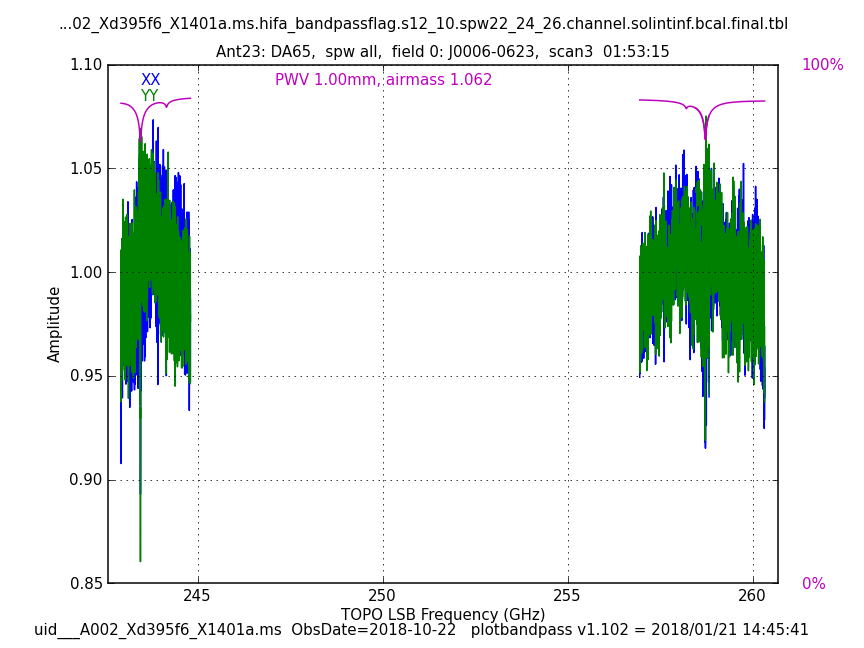 ...02_Xd395f6_X1401a.ms.hifa_bandpassflag.s12_10.spw22_24_26.channel.solintinf.bcal.final.tbl
Ant23: DA65,  spw all,  field 0: J0006-0623,  scan3  01:53:15
1.10
XX
PWV 1.00mm, airmass 1.062
100%
YY
1.05
1.00
Amplitude
0.95
0.90
0.85
0%
245
250
255
260
TOPO LSB Frequency (GHz)
uid___A002_Xd395f6_X1401a.ms  ObsDate=2018-10-22   plotbandpass v1.102 = 2018/01/21 14:45:41